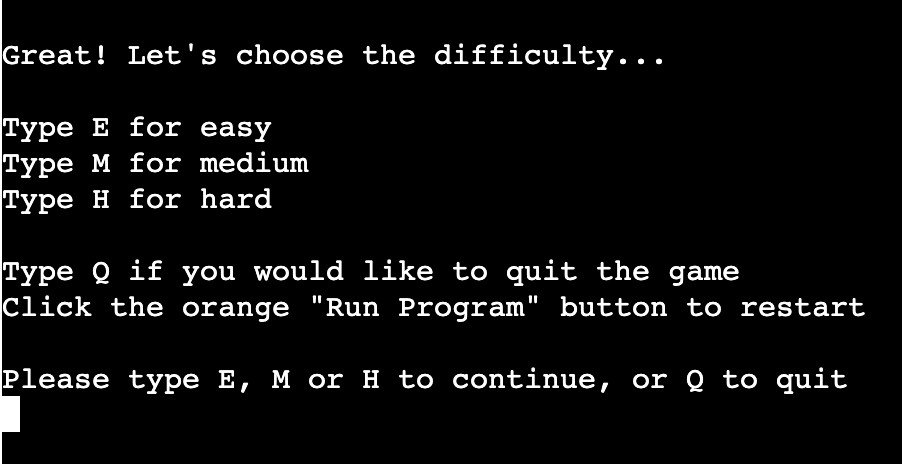 Great! Let's choose the difficulty...
Type E for easy
Type M for medium
Type H for hard
Type Q if you would like to quit the game
Click the orange "Run Program" button to restart
Please type E, M or H to continue, or Q to quit